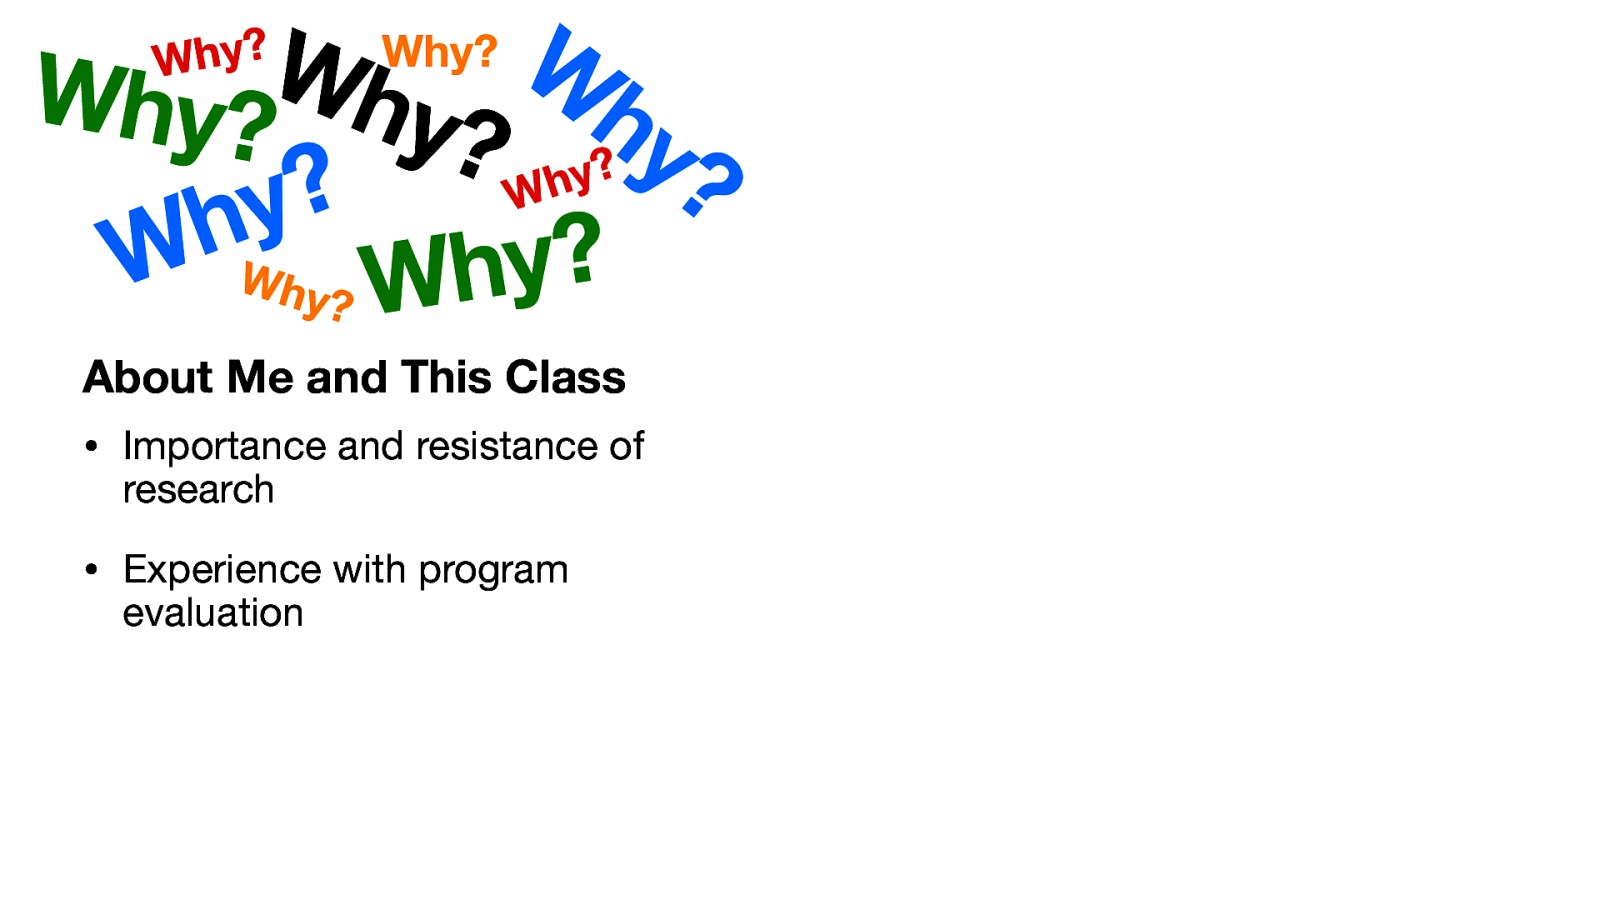 Why?
Why?
Why?
Why?
Why?
Why?
Why?
Why?
Why?
About Me and This Class
• Importance and resistance of
research
• Experience with program
evaluation